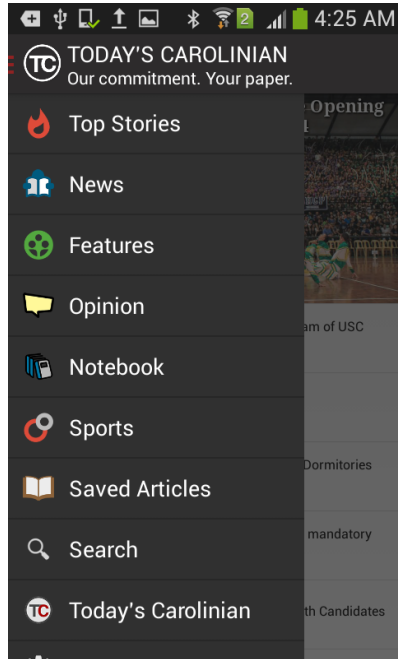 2 4:25 AM
TC TODAY'S CAROLINIAN
Our commitment. Your paper.
Opening
Top Stories
News
Features
Opinion
am of USC
Notebook
Sports
Dormitories
Saved Articles
mandatory
Search
TC Today's Carolinian
th Candidates